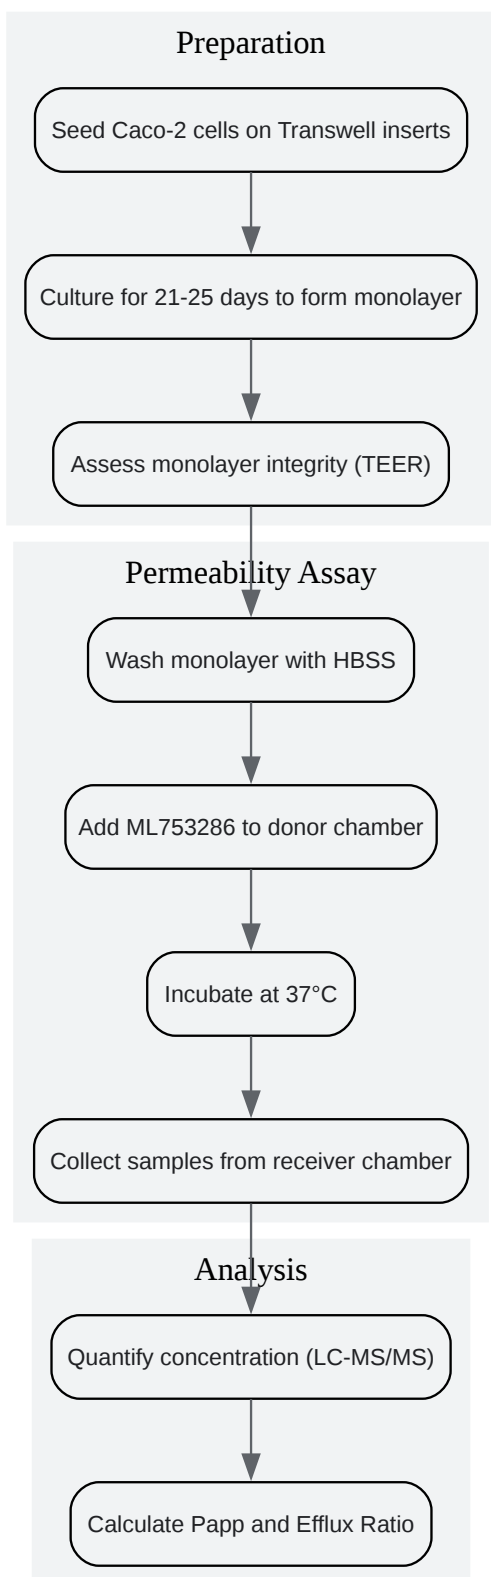 Preparation
Seed Caco-2 cells on Transwell inserts
Culture for 21-25 days to form monolayer
Assess monolayer integrity (TEER)
Permeability Assay
Wash monolayer with HBSS
Add ML753286 to donor chamber
Incubate at 37°C
Collect samples from receiver chamber
Analysis
Quantify concentration (LC-MS/MS)
Calculate Papp and Efflux Ratio